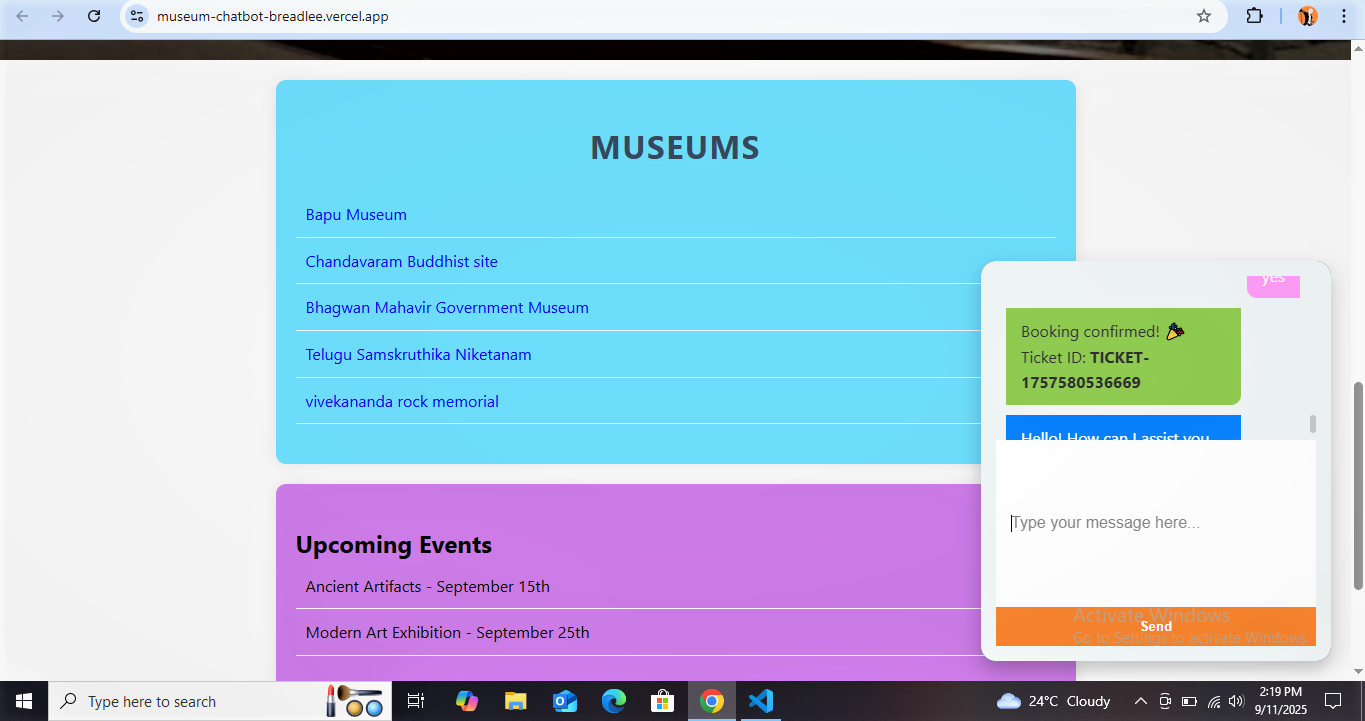 museum-chatbot-breadlee.vercel.app
MUSEUMS
Bapu Museum
Chandavaram Buddhist site
Bhagwan Mahavir Government Museum
Telugu Samskruthika Niketanam
vivekananda rock memorial
Upcoming Events
Ancient Artifacts - September 15th
Modern Art Exhibition - September 25th
yes
Booking confirmed! 🎉
Ticket ID: TICKET-
1757580536669
Hello! How can I assist you
Type your message here...
Send
Activate Windows
Go to Settings to activate Windows.
Type here to search
24°C Cloudy
2:19 PM
9/11/2025